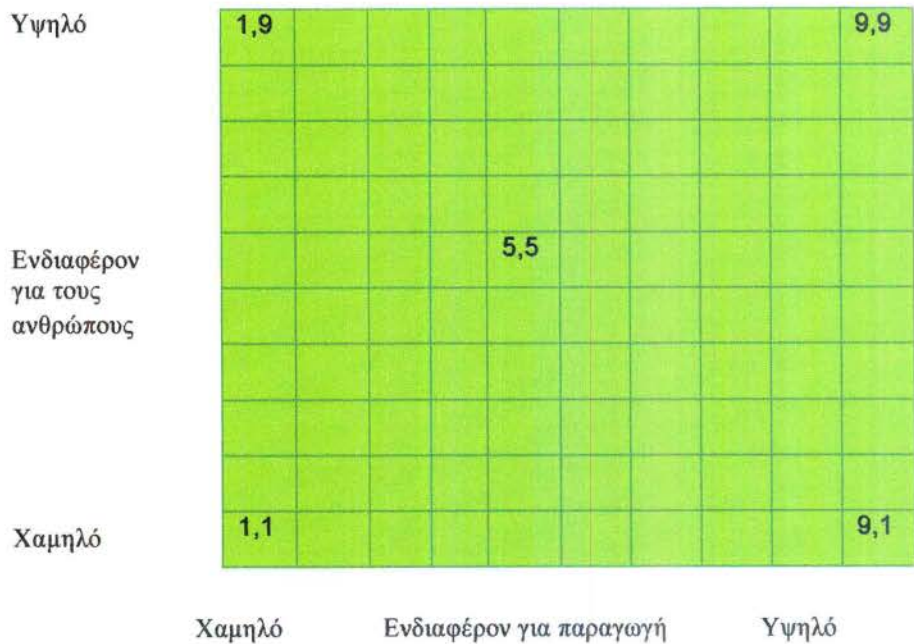 Υψηλό 1,9 9,9
Ενδιαφέρον 5,5
για τους
ανθρώπους
Χαμηλό 1,1 9,1
Χαμηλό Ενδιαφέρον για παραγωγή Υψηλό